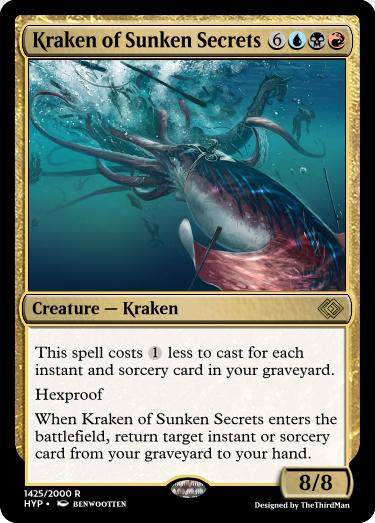 Kraken of Sunken Secrets 6
Creature — Kraken
This spell costs 1 less to cast for each
instant and sorcery card in your graveyard.
Hexproof
When Kraken of Sunken Secrets enters the
battlefield, return target instant or sorcery
card from your graveyard to your hand.
8/8
1425/2000 R
HYP • BENWOOTTEN
Designed by TheThirdMan